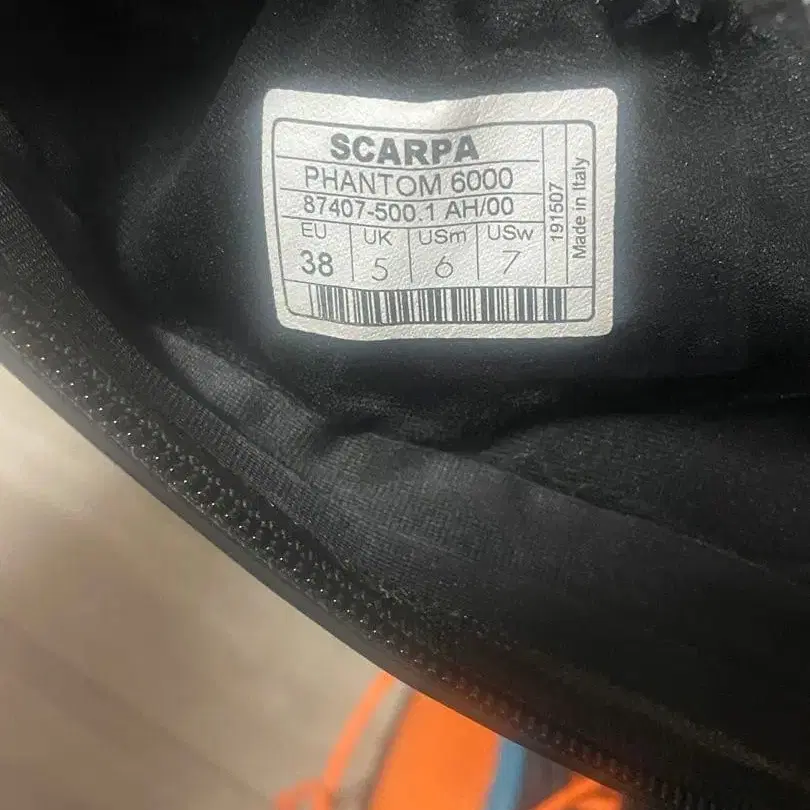 SCARPA
PHANTOM 6000
87407-500.1 AH/00
EU UK USm USw
38 5 6 7
191507
Made in Italy